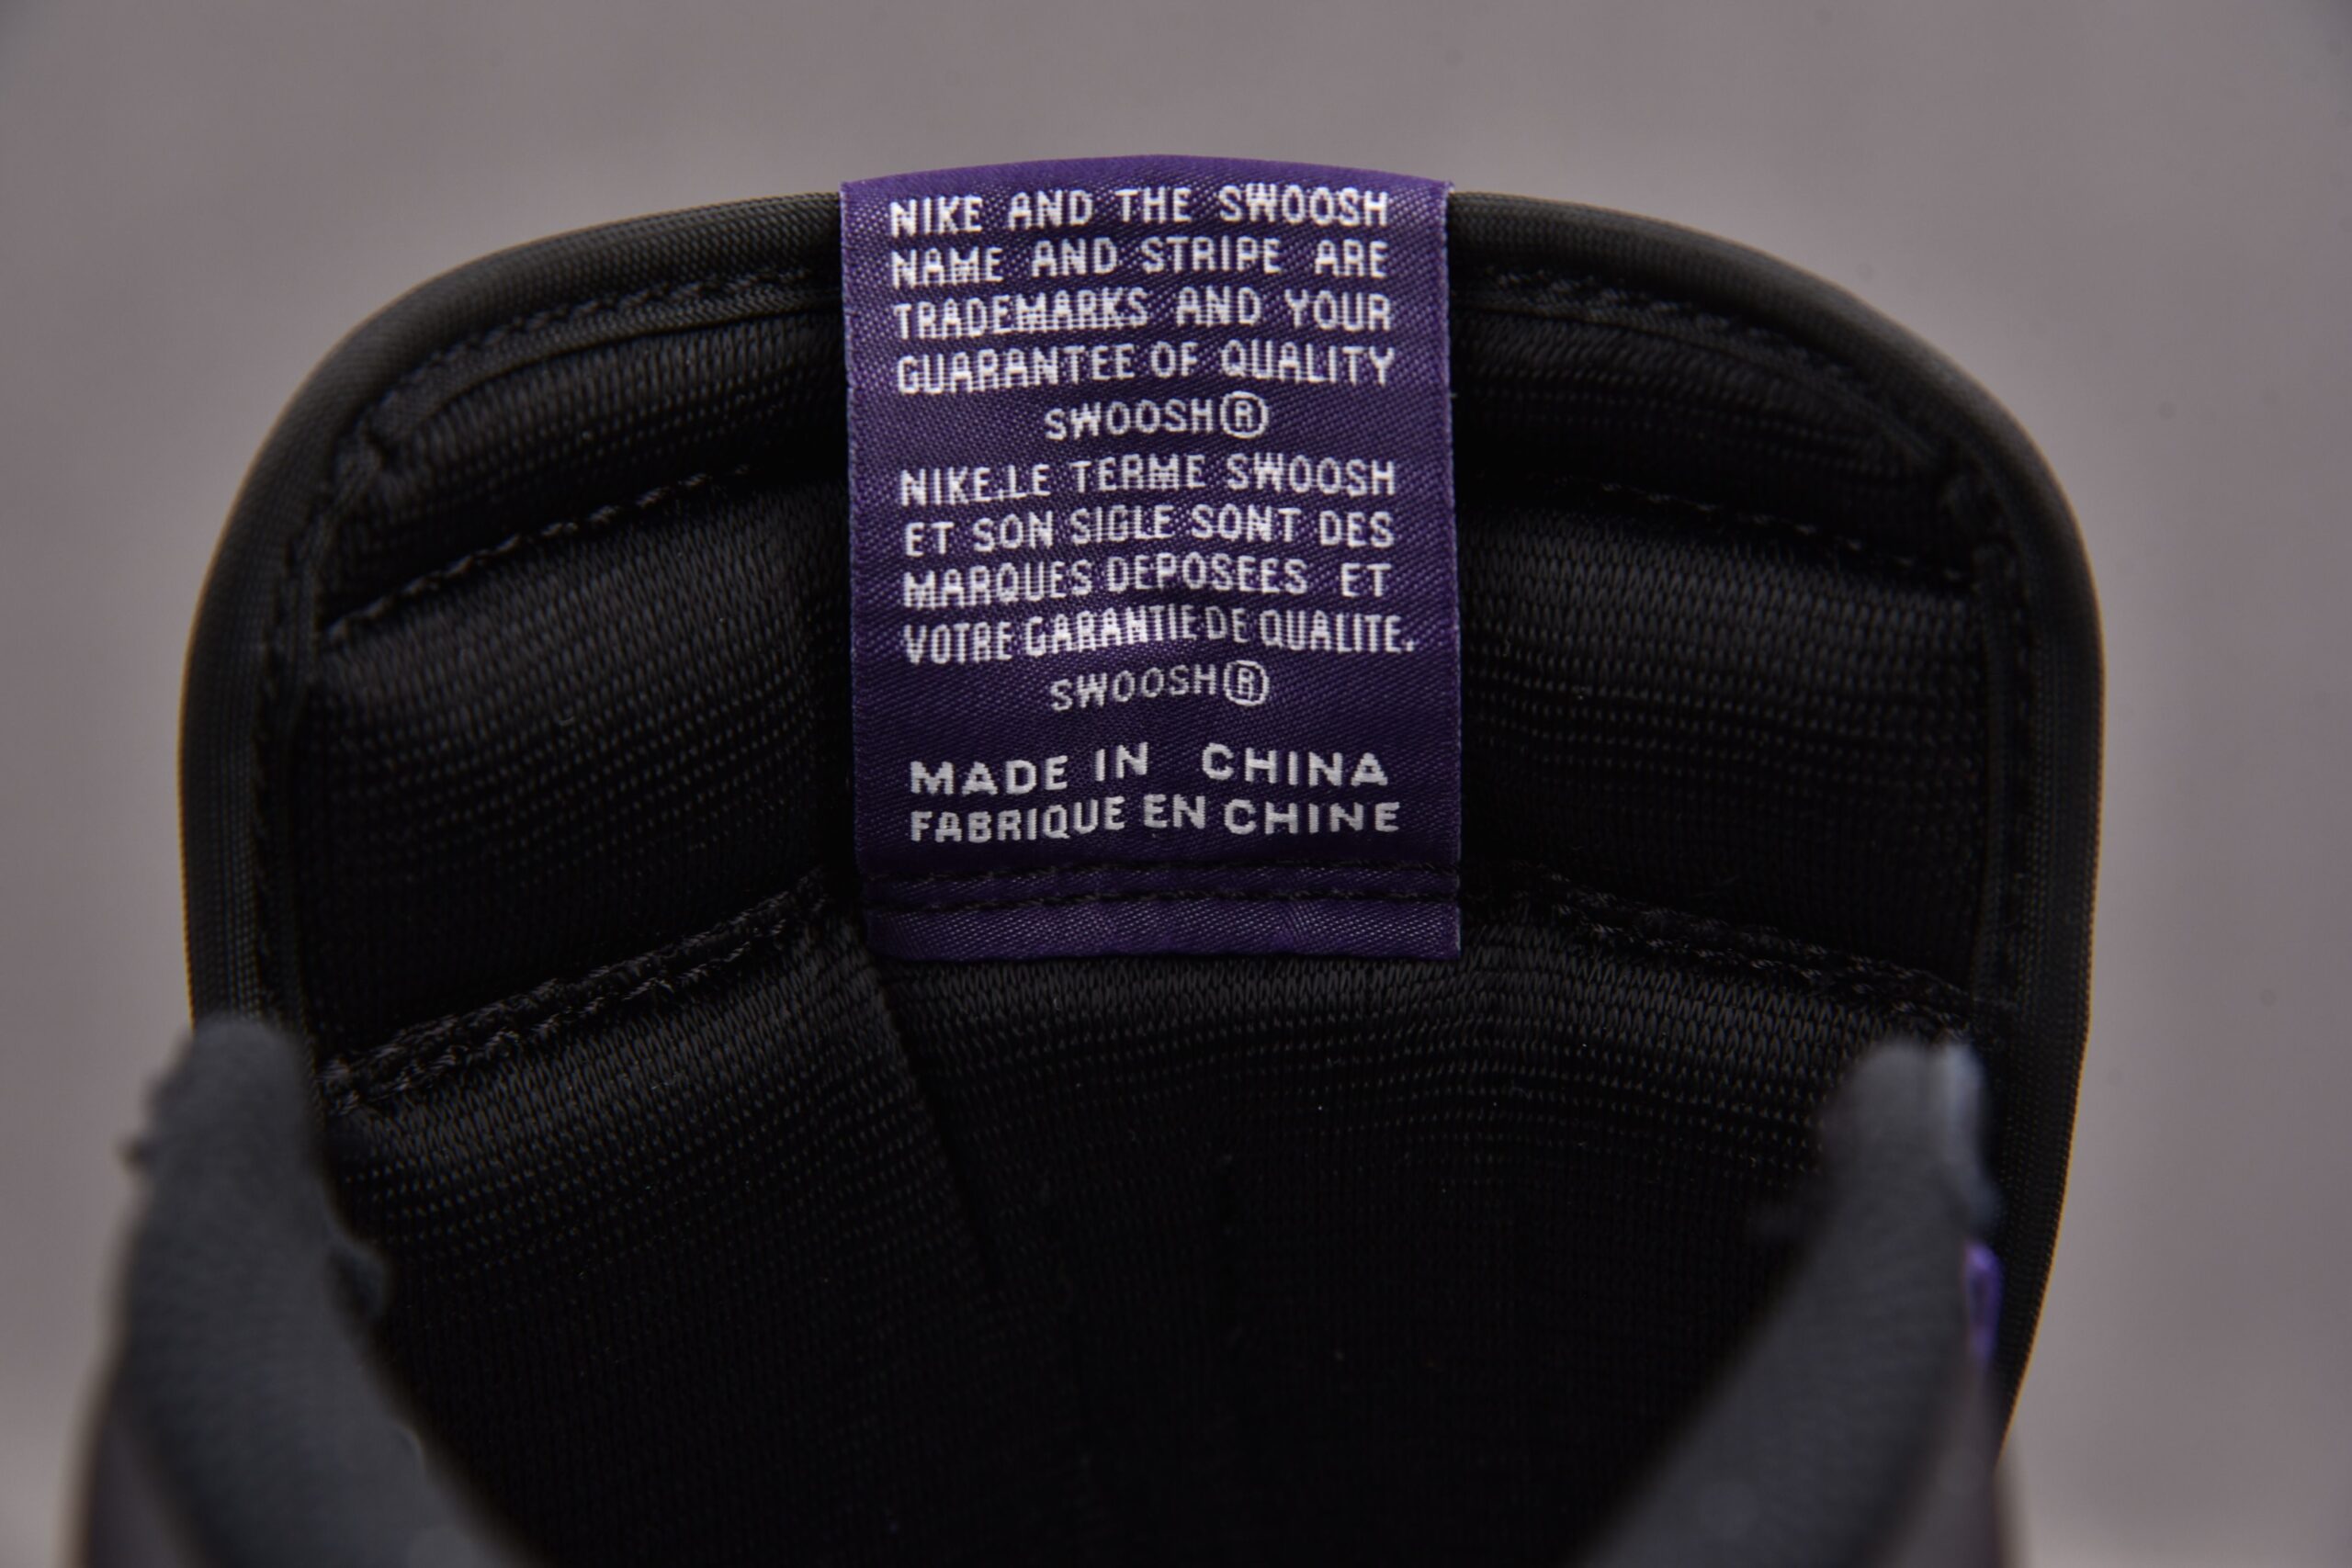 NIKE AND THE SWOOSH
NAME AND STRIPE ARE
TRADEMARKS AND YOUR
GUARANTEE OF QUALITY
SWOOSH®
NIKE.LE TERME SWOOSH
ET SON SIGLE SONT DES
MARQUES DEPOSEES ET
VOTRE GARANTIE DE QUALITE.
SWOOSH®
MADE IN CHINA
FABRIQUE EN CHINE